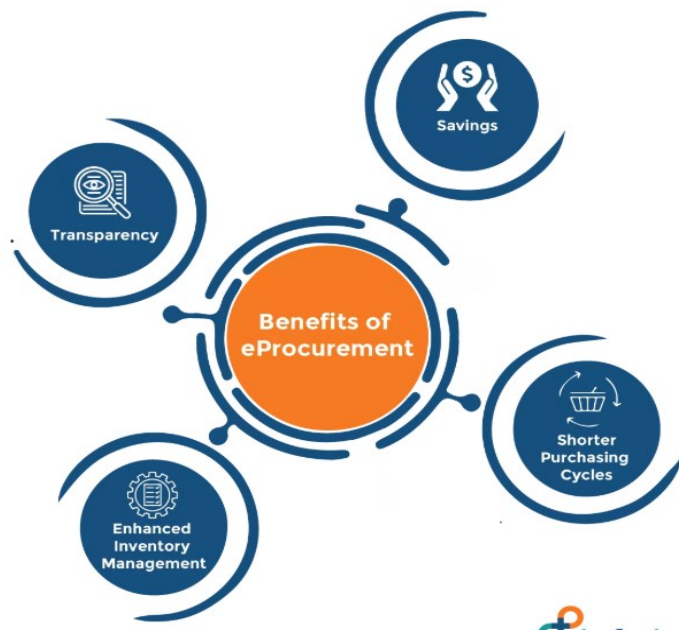 Savings
Transparency
Benefits of
eProcurement
Shorter
Purchasing
Cycles
Enhanced
Inventory
Management